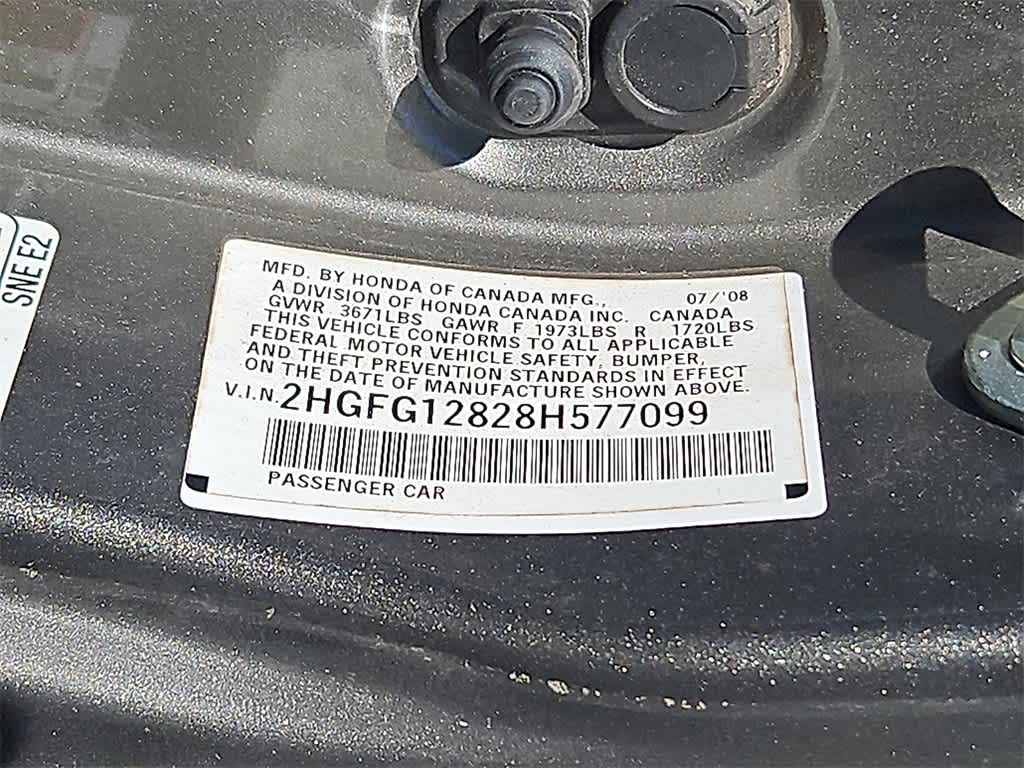 SNE E2
MFD. BY HONDA OF CANADA MFG., 07/'08
A DIVISION OF HONDA CANADA INC. CANADA
GVWR 3671LBS GAWR F 1973LBS R 1720LBS
THIS VEHICLE CONFORMS TO ALL APPLICABLE
FEDERAL MOTOR VEHICLE SAFETY, BUMPER,
AND THEFT PREVENTION STANDARDS IN EFFECT
ON THE DATE OF MANUFACTURE SHOWN ABOVE.
V.I.N. 2HGFG12828H577099
PASSENGER CAR